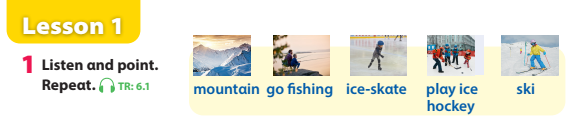 Lesson 1
1 Listen and point.
Repeat. TR: 6.1
mountain go fishing ice-skate play ice hockey ski